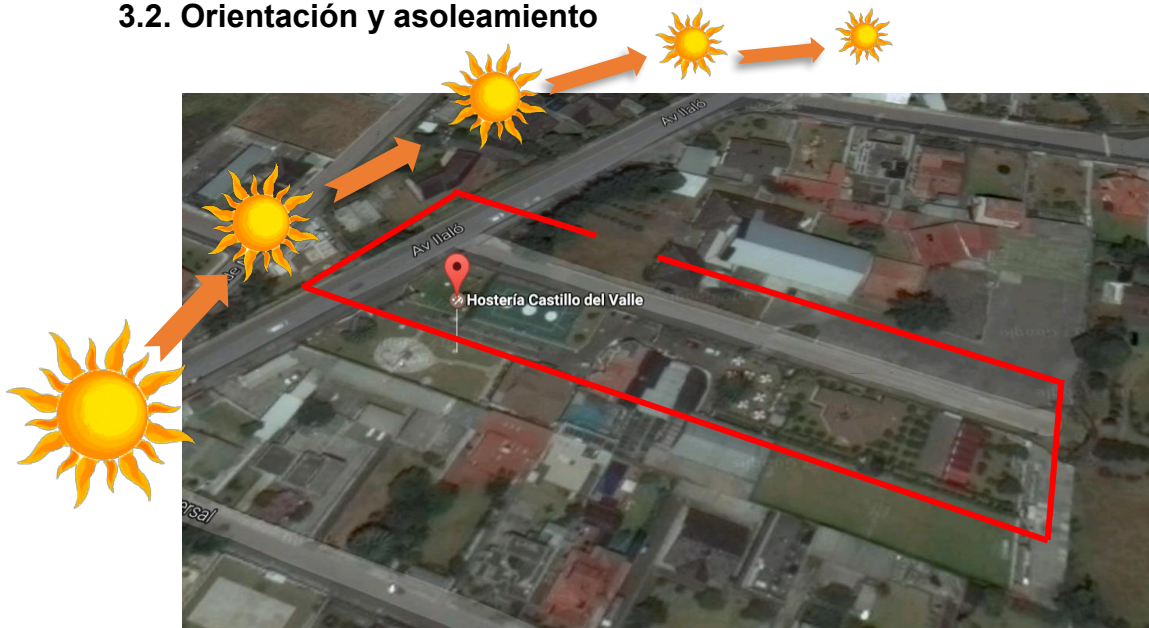 3.2. Orientación y asoleamiento
Av Ilaló
Av Ilaló
Hostería Castillo del Valle